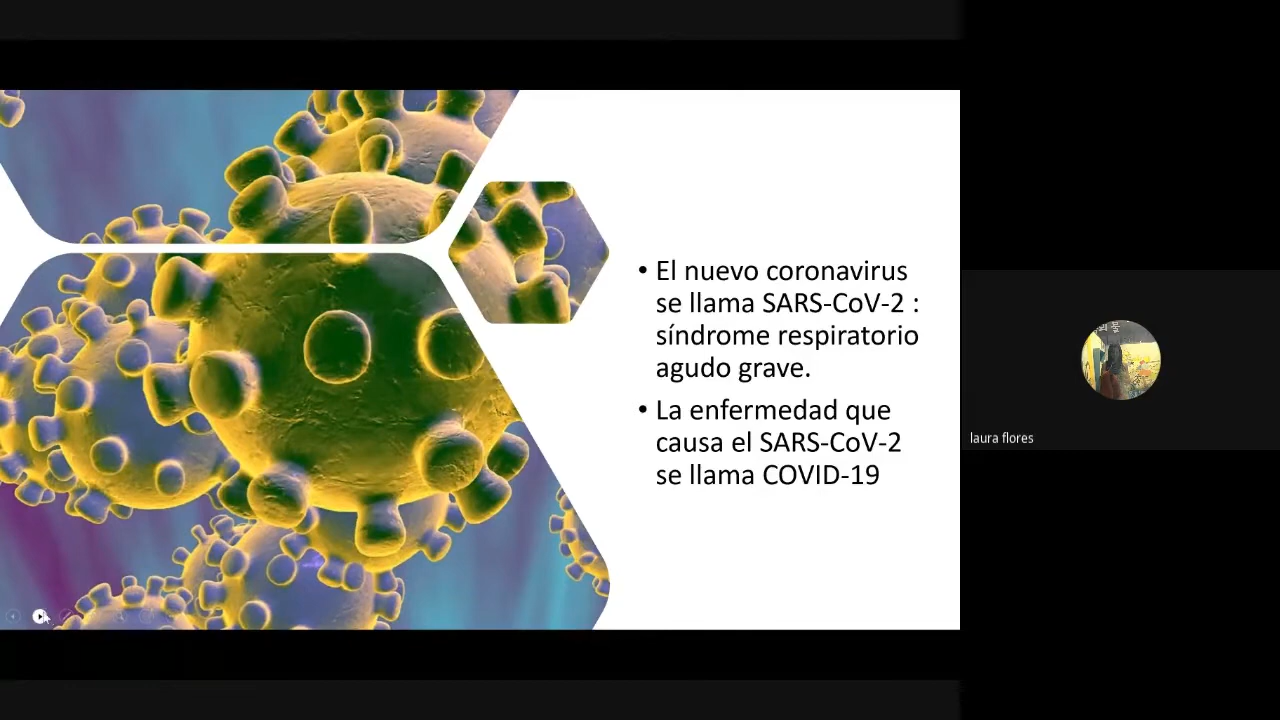 • El nuevo coronavirus
se llama SARS-CoV-2 :
síndrome respiratorio
agudo grave.
• La enfermedad que
causa el SARS-CoV-2
se llama COVID-19
laura flores